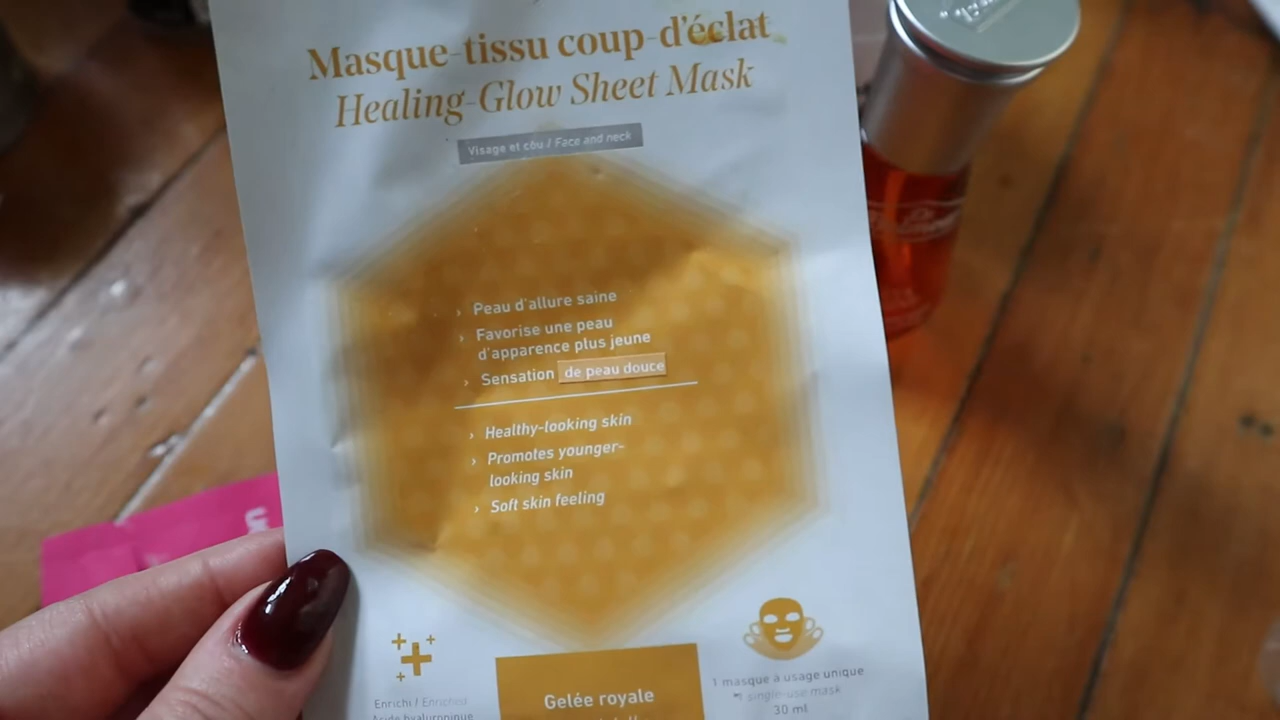 Masque-tissu coup-d'éclat
Healing-Glow Sheet Mask
Visage et cou / Face and neck
› Peau d'allure saine
› Favorise une peau
d'apparence plus jeune
› Sensation de peau douce
› Healthy-looking skin
› Promotes younger-
looking skin
› Soft skin feeling
Enrichi / Enriched
Acide hyaluronique
Gelée royale
1 masque à usage unique
single-use mask
30 ml